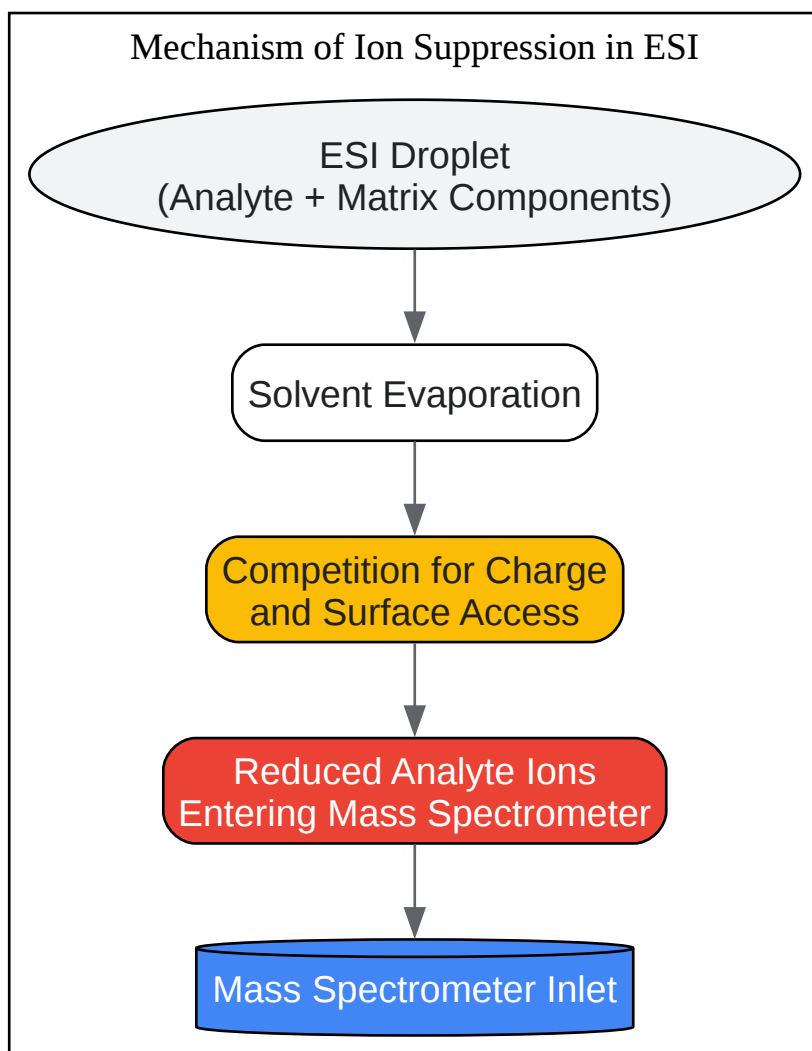 Mechanism of Ion Suppression in ESI
ESI Droplet
(Analyte + Matrix Components)
Solvent Evaporation
Competition for Charge
and Surface Access
Reduced Analyte Ions
Entering Mass Spectrometer
Mass Spectrometer Inlet